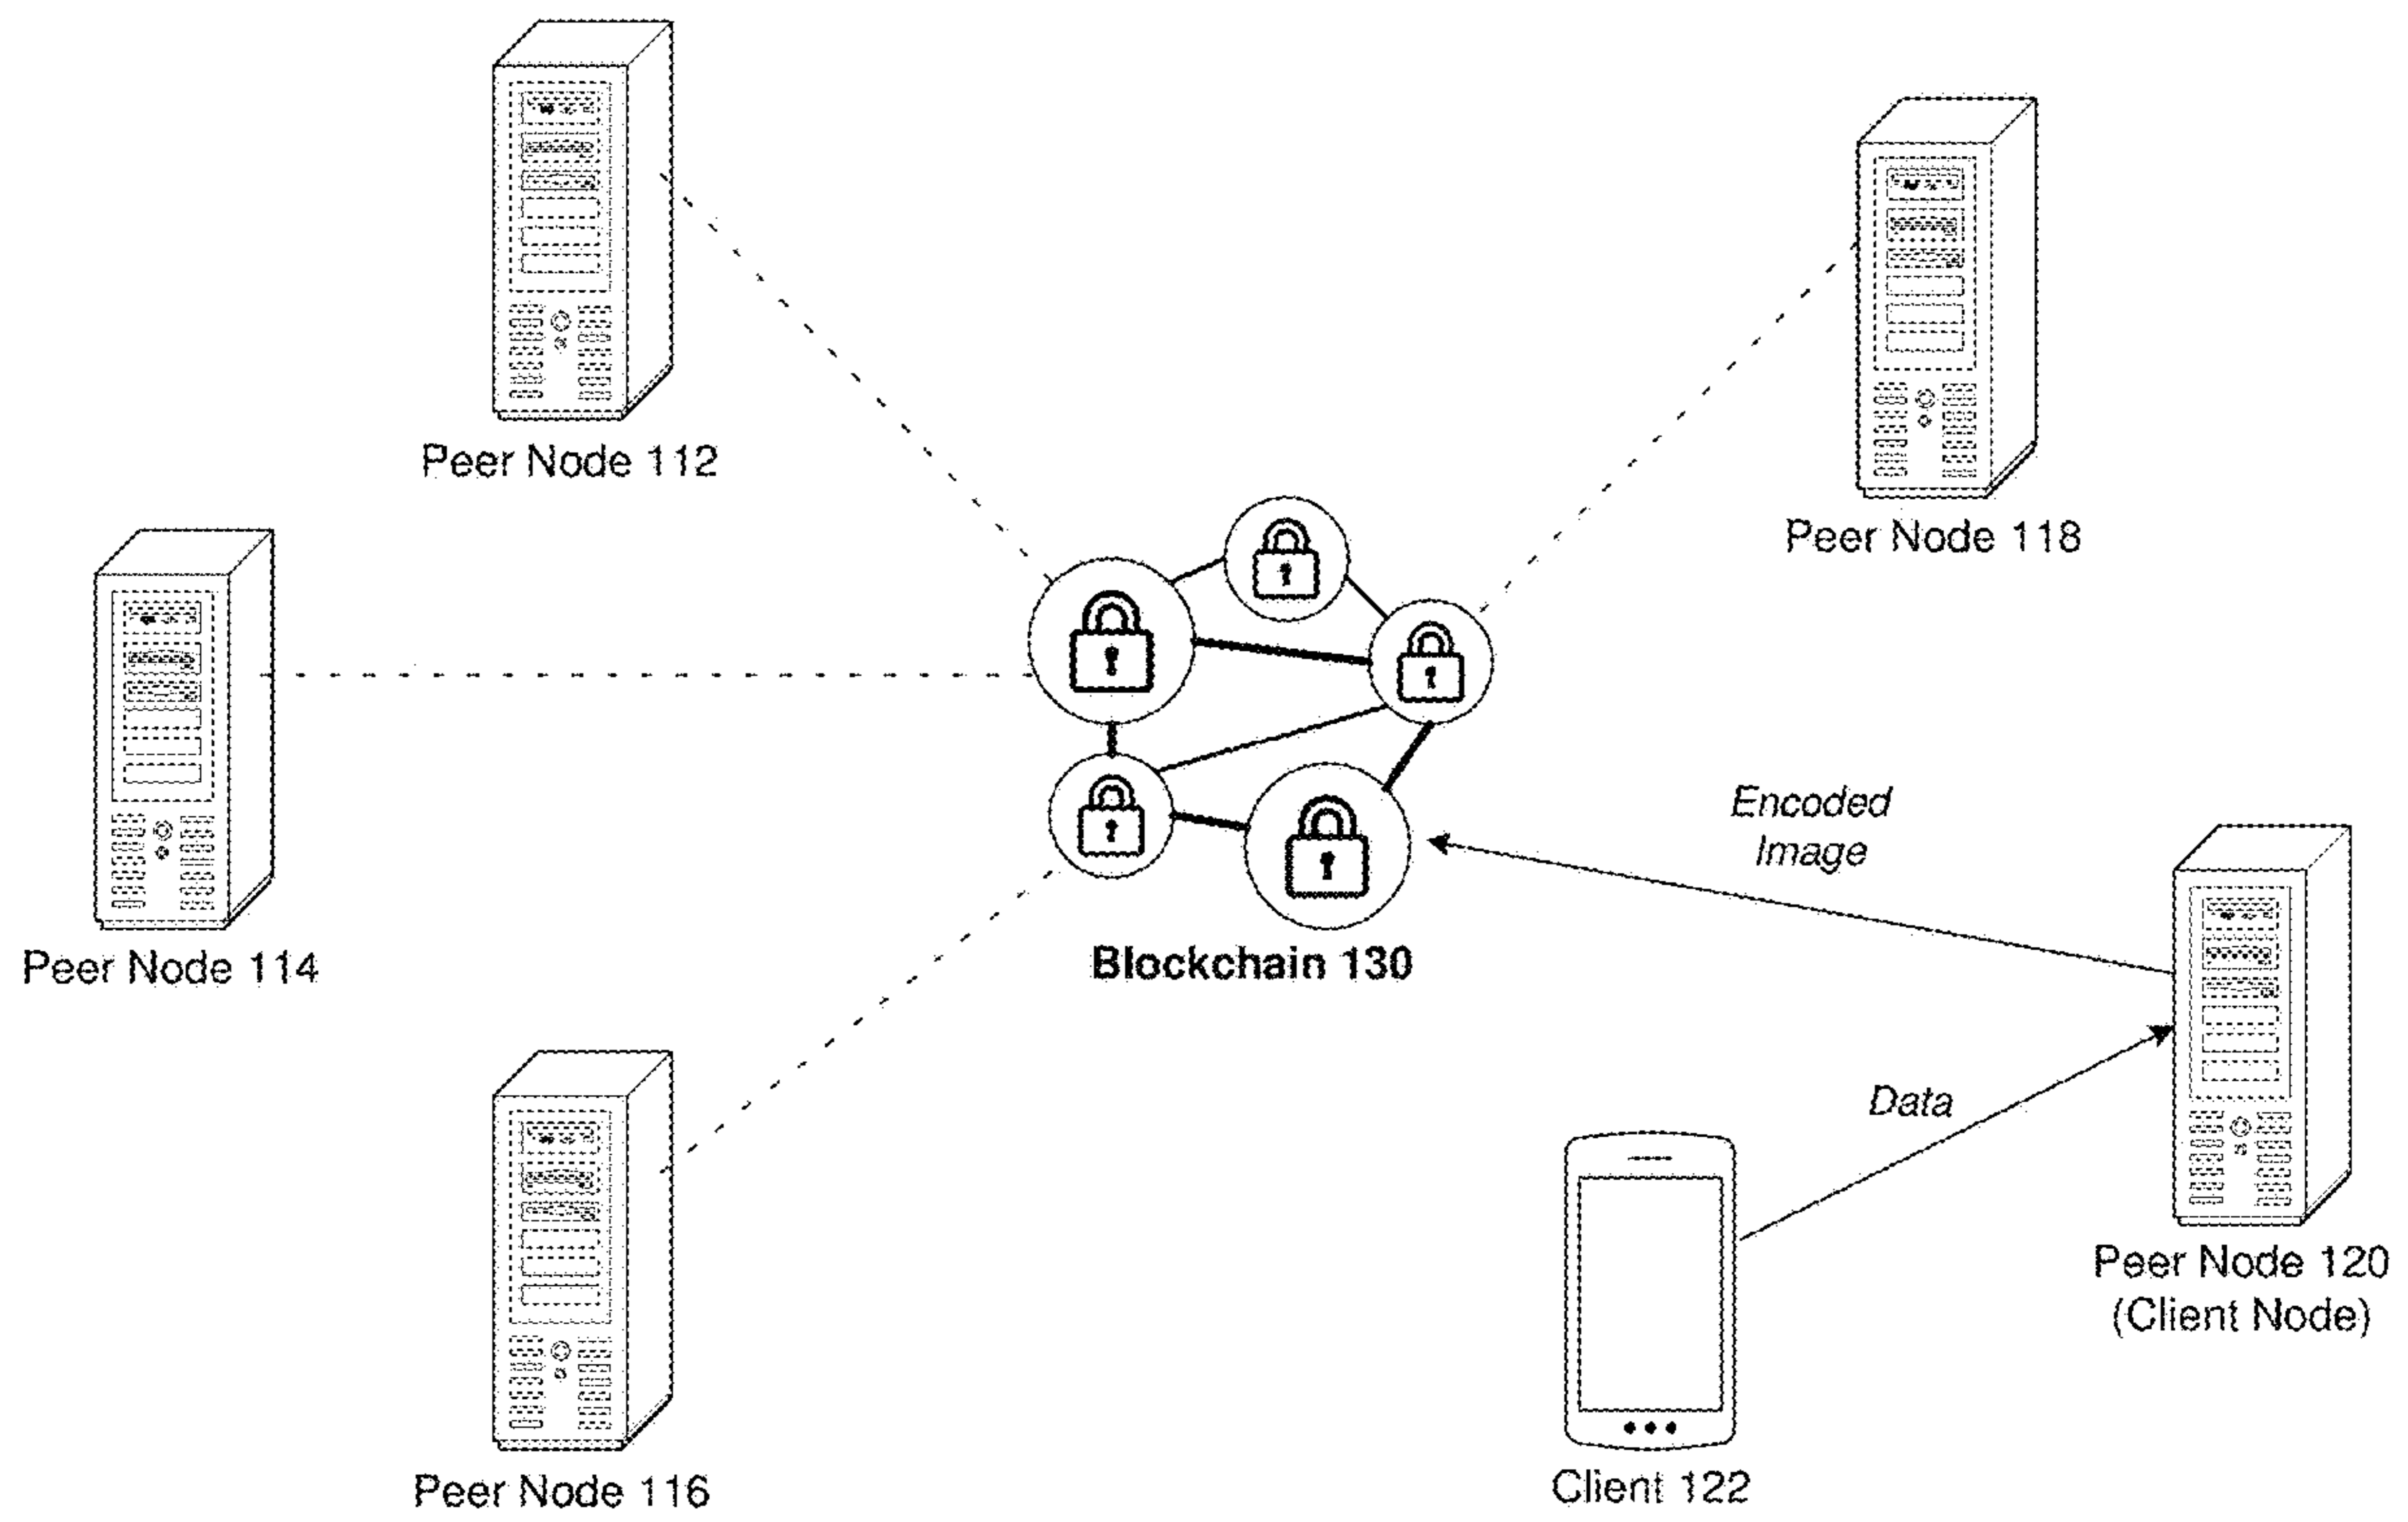 Peer Node 112
Peer Node 118
Encoded
Image
Peer Node 114
Blockchain 130
Data
Peer Node 120
(Client Node)
Peer Node 116
Client 122